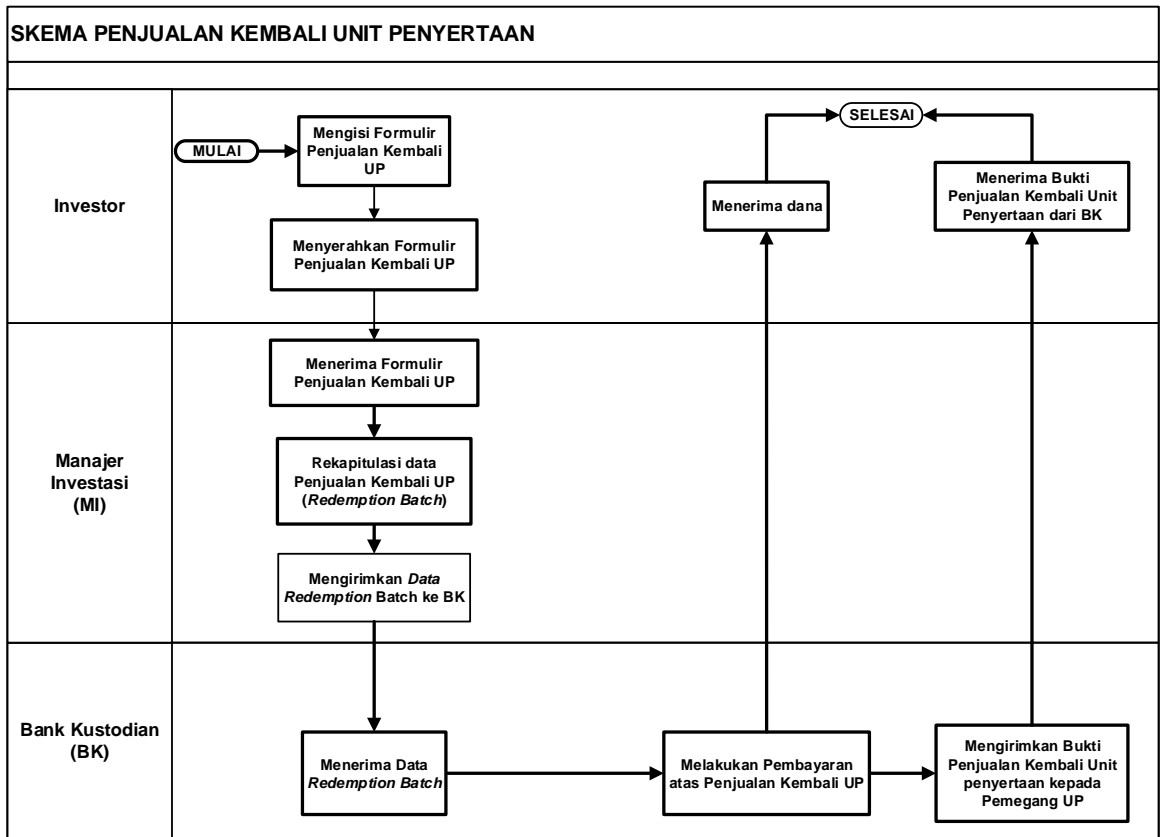 SKEMA PENJUALAN KEMBALI UNIT PENYERTAAN
Investor
MULAI
Mengisi Formulir
Penjualan Kembali
UP
Menyerahkan Formulir
Penjualan Kembali UP
Menerima dana
SELESAI
Menerima Bukti
Penjualan Kembali Unit
Penyertaan dari BK
Manajer
Investasi
(MI)
Menerima Formulir
Penjualan Kembali UP
Rekapitulasi data
Penjualan Kembali UP
(Redemption Batch)
Mengirimkan Data
Redemption Batch ke BK
Bank Kustodian
(BK)
Menerima Data
Redemption Batch
Melakukan Pembayaran
atas Penjualan Kembali UP
Mengirimkan Bukti
Penjualan Kembali Unit
penyertaan kepada
Pemegang UP